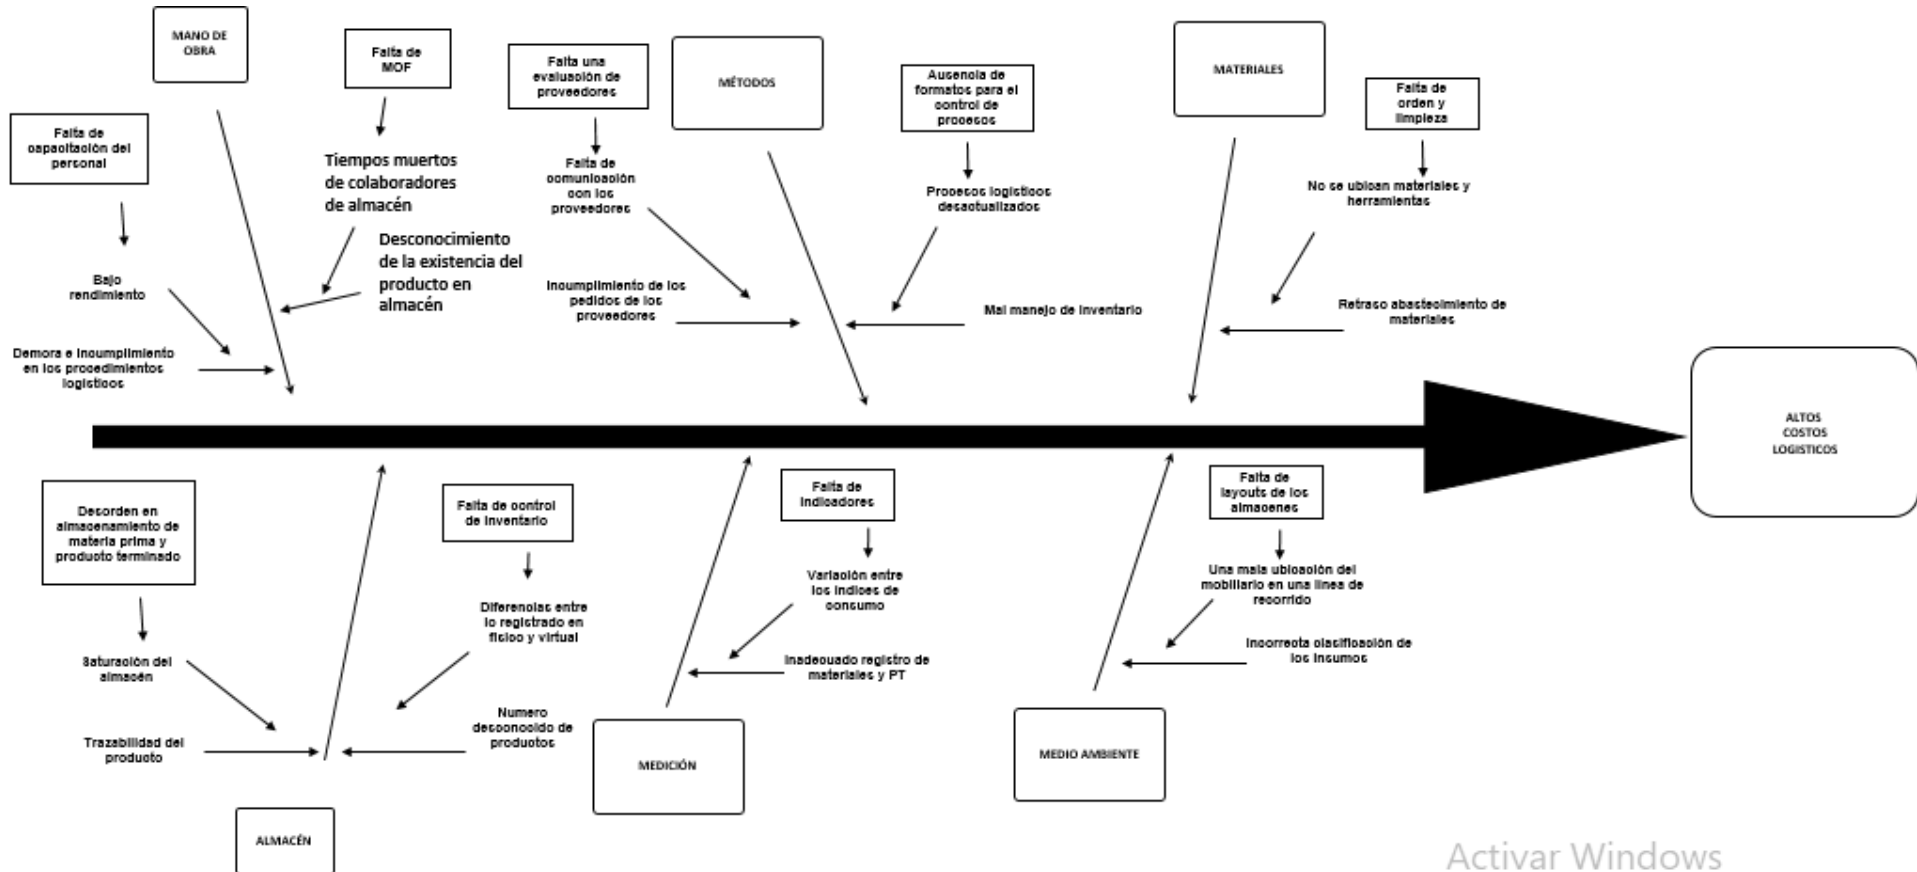 MANO DE
OBRA
Falta de
MOF
Falta de
capacitación del
personal
Tiempos muertos
de colaboradores
de almacén
Desconocimiento
de la existencia del
producto en
almacén
Bajo
rendimiento
Demora e incumplimiento
en los procedimientos
logísticos
Falta una
evaluación de
proveedores
MÉTODOS
Ausencia de
formatos para el
control de
procesos
Falta de
comunicación
con los
proveedores
Procesos logísticos
desactualizados
Incumplimiento de los
pedidos de los
proveedores
Mal manejo de inventario
MATERIALES
Falta de
orden y
limpieza
No se ubican materiales y
herramientas
Retraso abastecimiento de
materiales
ALTOS
COSTOS
LOGISTICOS
Desorden en
almacenamiento de
materia prima y
producto terminado
Falta de control
de inventario
Saturación del
almacén
Diferencias entre
lo registrado en
físico y virtual
Trazabilidad del
producto
Numero
desconocido de
productos
ALMACÉN
Falta de
indicadores
Variación entre
los índices de
consumo
Inadecuado registro de
materiales y PT
MEDICIÓN
Falta de
layouts de los
almacenes
Una mala ubicación del
mobiliario en una línea de
recorrido
Incorrecta clasificación de
los insumos
MEDIO AMBIENTE
Activar Windows